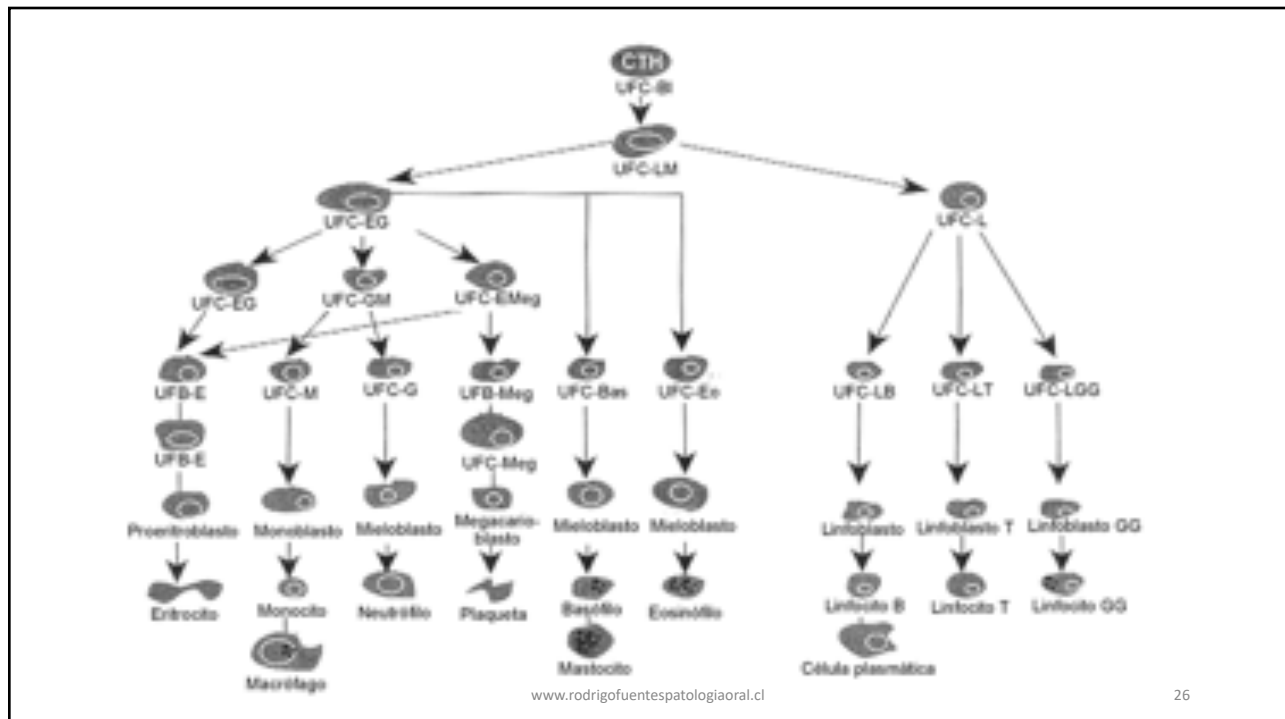 CTH
UFC-BI
UFC-LM
UFC-EG
UFC-L
UFC-EG
UFC-GM
UFC-EMeg
UFB-E
UFC-M
UFC-G
UFB-Meg
UFC-Bas
UFC-Eo
UFC-LB
UFC-LT
UFC-LGG
UFB-E
UFC-Meg
Proeritroblasto
Monoblasto
Mieloblasto
Megacario-
blasto
Mieloblasto
Mieloblasto
Linfoblasto
Linfoblasto T
Linfoblasto GG
Eritrocito
Monocito
Neutrófilo
Plaqueta
Basófilo
Eosinófilo
Linfocito B
Linfocito T
Linfocito GG
Macrófago
Mastocito
Célula plasmática
www.rodrigofuentespatologiaoral.cl
26